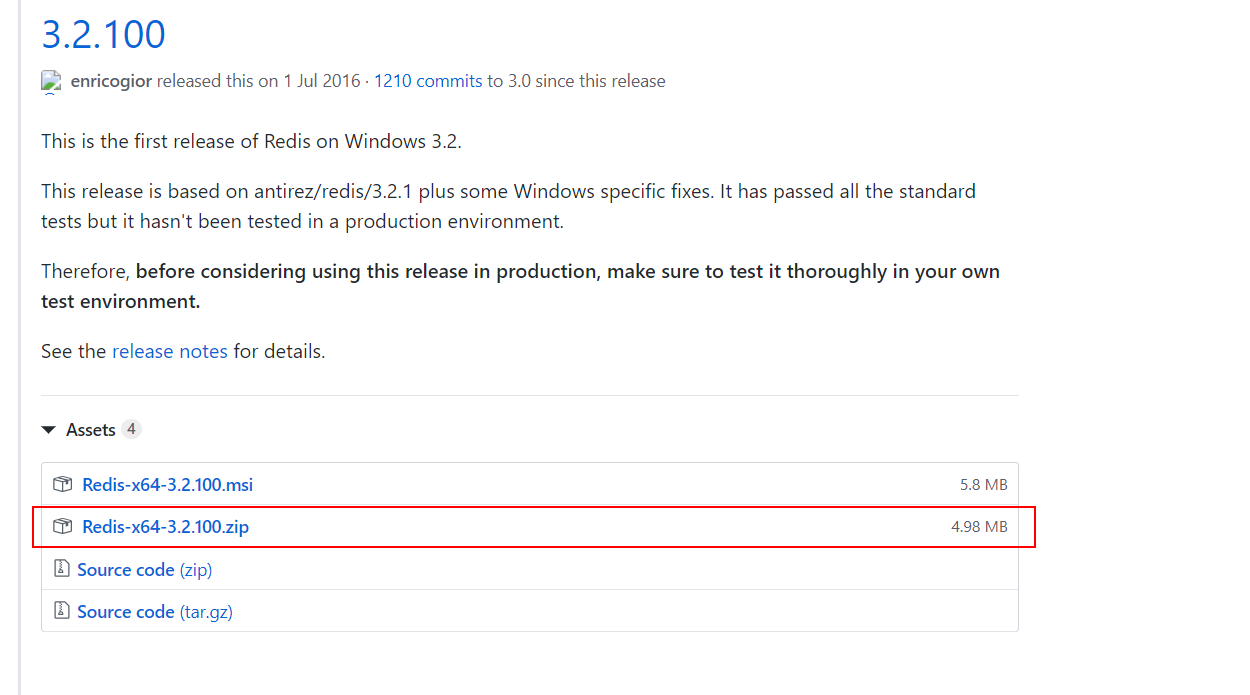 3.2.100
enricogior released this on 1 Jul 2016 · 1210 commits to 3.0 since this release
This is the first release of Redis on Windows 3.2.
This release is based on antirez/redis/3.2.1 plus some Windows specific fixes. It has passed all the standard
tests but it hasn't been tested in a production environment.
Therefore, before considering using this release in production, make sure to test it thoroughly in your own
test environment.
See the release notes for details.
Assets 4
Redis-x64-3.2.100.msi 5.8 MB
Redis-x64-3.2.100.zip 4.98 MB
Source code (zip)
Source code (tar.gz)